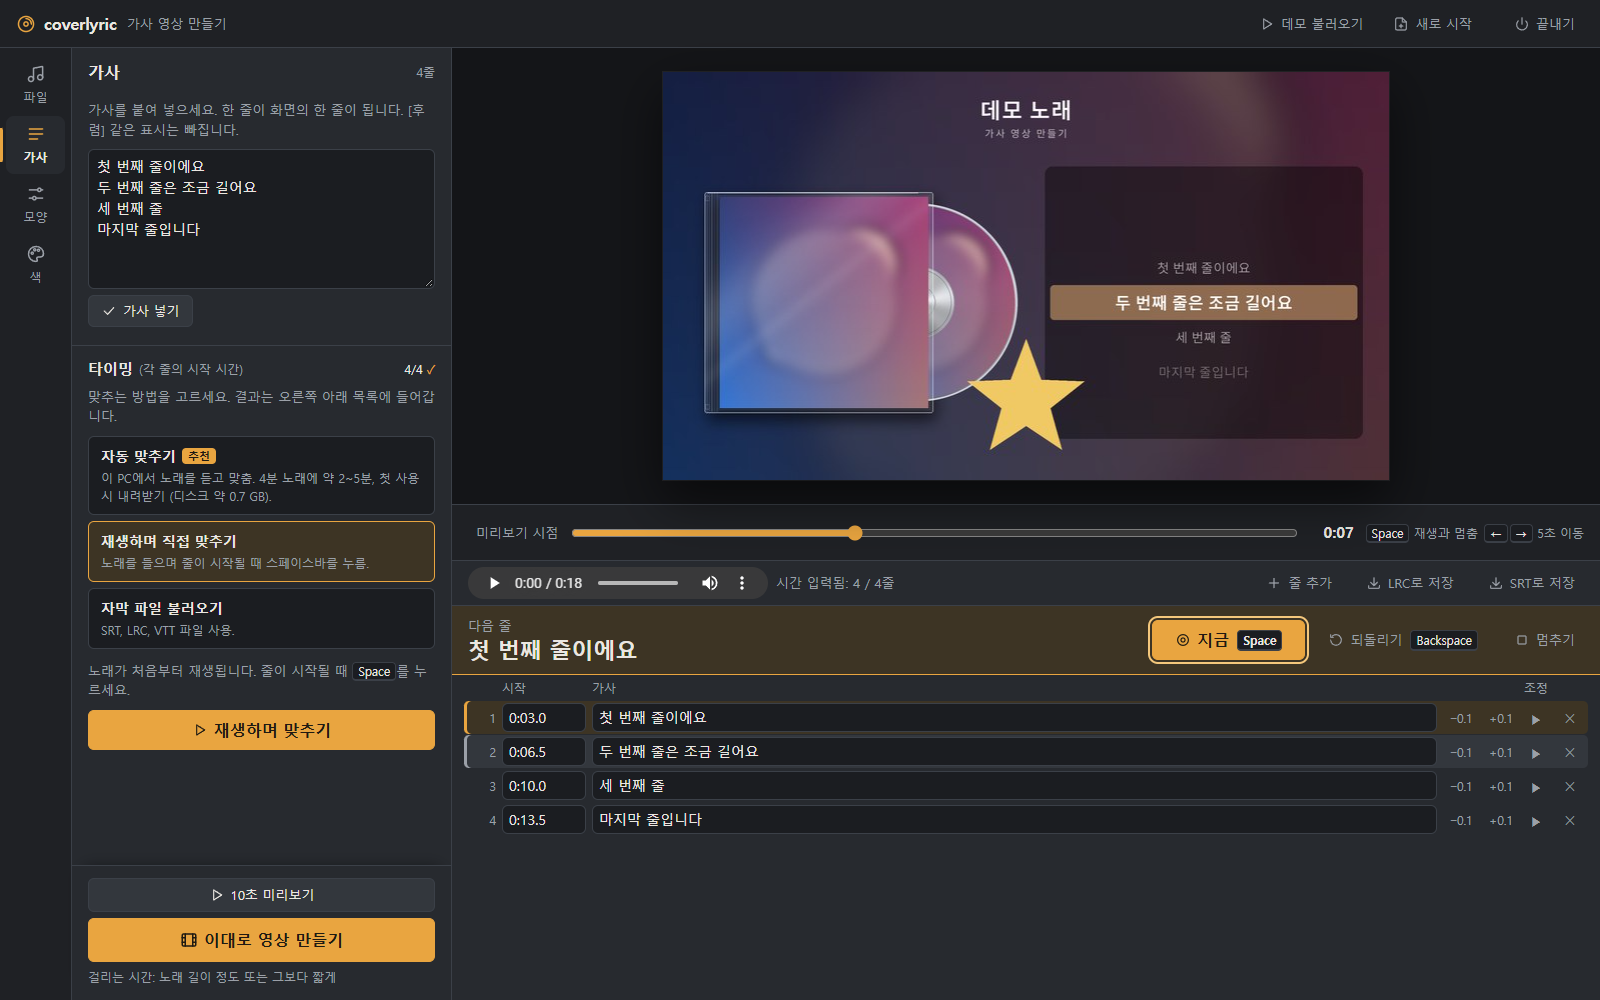 coverlyric 가사 영상 만들기
데모 불러오기
새로 시작
끝내기
파일
가사
모양
색
가사
4줄
가사를 붙여 넣으세요. 한 줄이 화면의 한 줄이 됩니다. [후
렴] 같은 표시는 빠집니다.
첫 번째 줄이에요
두 번째 줄은 조금 길어요
세 번째 줄
마지막 줄입니다
가사 넣기
타이밍 (각 줄의 시작 시간)
4/4 ✓
맞추는 방법을 고르세요. 결과는 오른쪽 아래 목록에 들어갑
니다.
자동 맞추기 추천
이 PC에서 노래를 듣고 맞춤. 4분 노래에 약 2~5분, 첫 사용
시 내려받기 (디스크 약 0.7 GB).
재생하며 직접 맞추기
노래를 들으며 줄이 시작될 때 스페이스바를 누름.
자막 파일 불러오기
SRT, LRC, VTT 파일 사용.
노래가 처음부터 재생됩니다. 줄이 시작될 때 Space 를 누
르세요.
재생하며 맞추기
10초 미리보기
이대로 영상 만들기
걸리는 시간: 노래 길이 정도 또는 그보다 짧게
데모 노래
가사 영상 만들기
첫 번째 줄이에요
두 번째 줄은 조금 길어요
세 번째 줄
마지막 줄입니다
미리보기 시점
0:07
Space 재생과 멈춤 ← → 5초 이동
0:00 / 0:18
시간 입력됨: 4 / 4줄
줄 추가
LRC로 저장
SRT로 저장
다음 줄
첫 번째 줄이에요
지금 Space
되돌리기 Backspace
멈추기
시작 가사 조정
1 0:03.0 첫 번째 줄이에요 −0.1 +0.1
2 0:06.5 두 번째 줄은 조금 길어요 −0.1 +0.1
3 0:10.0 세 번째 줄 −0.1 +0.1
4 0:13.5 마지막 줄입니다 −0.1 +0.1